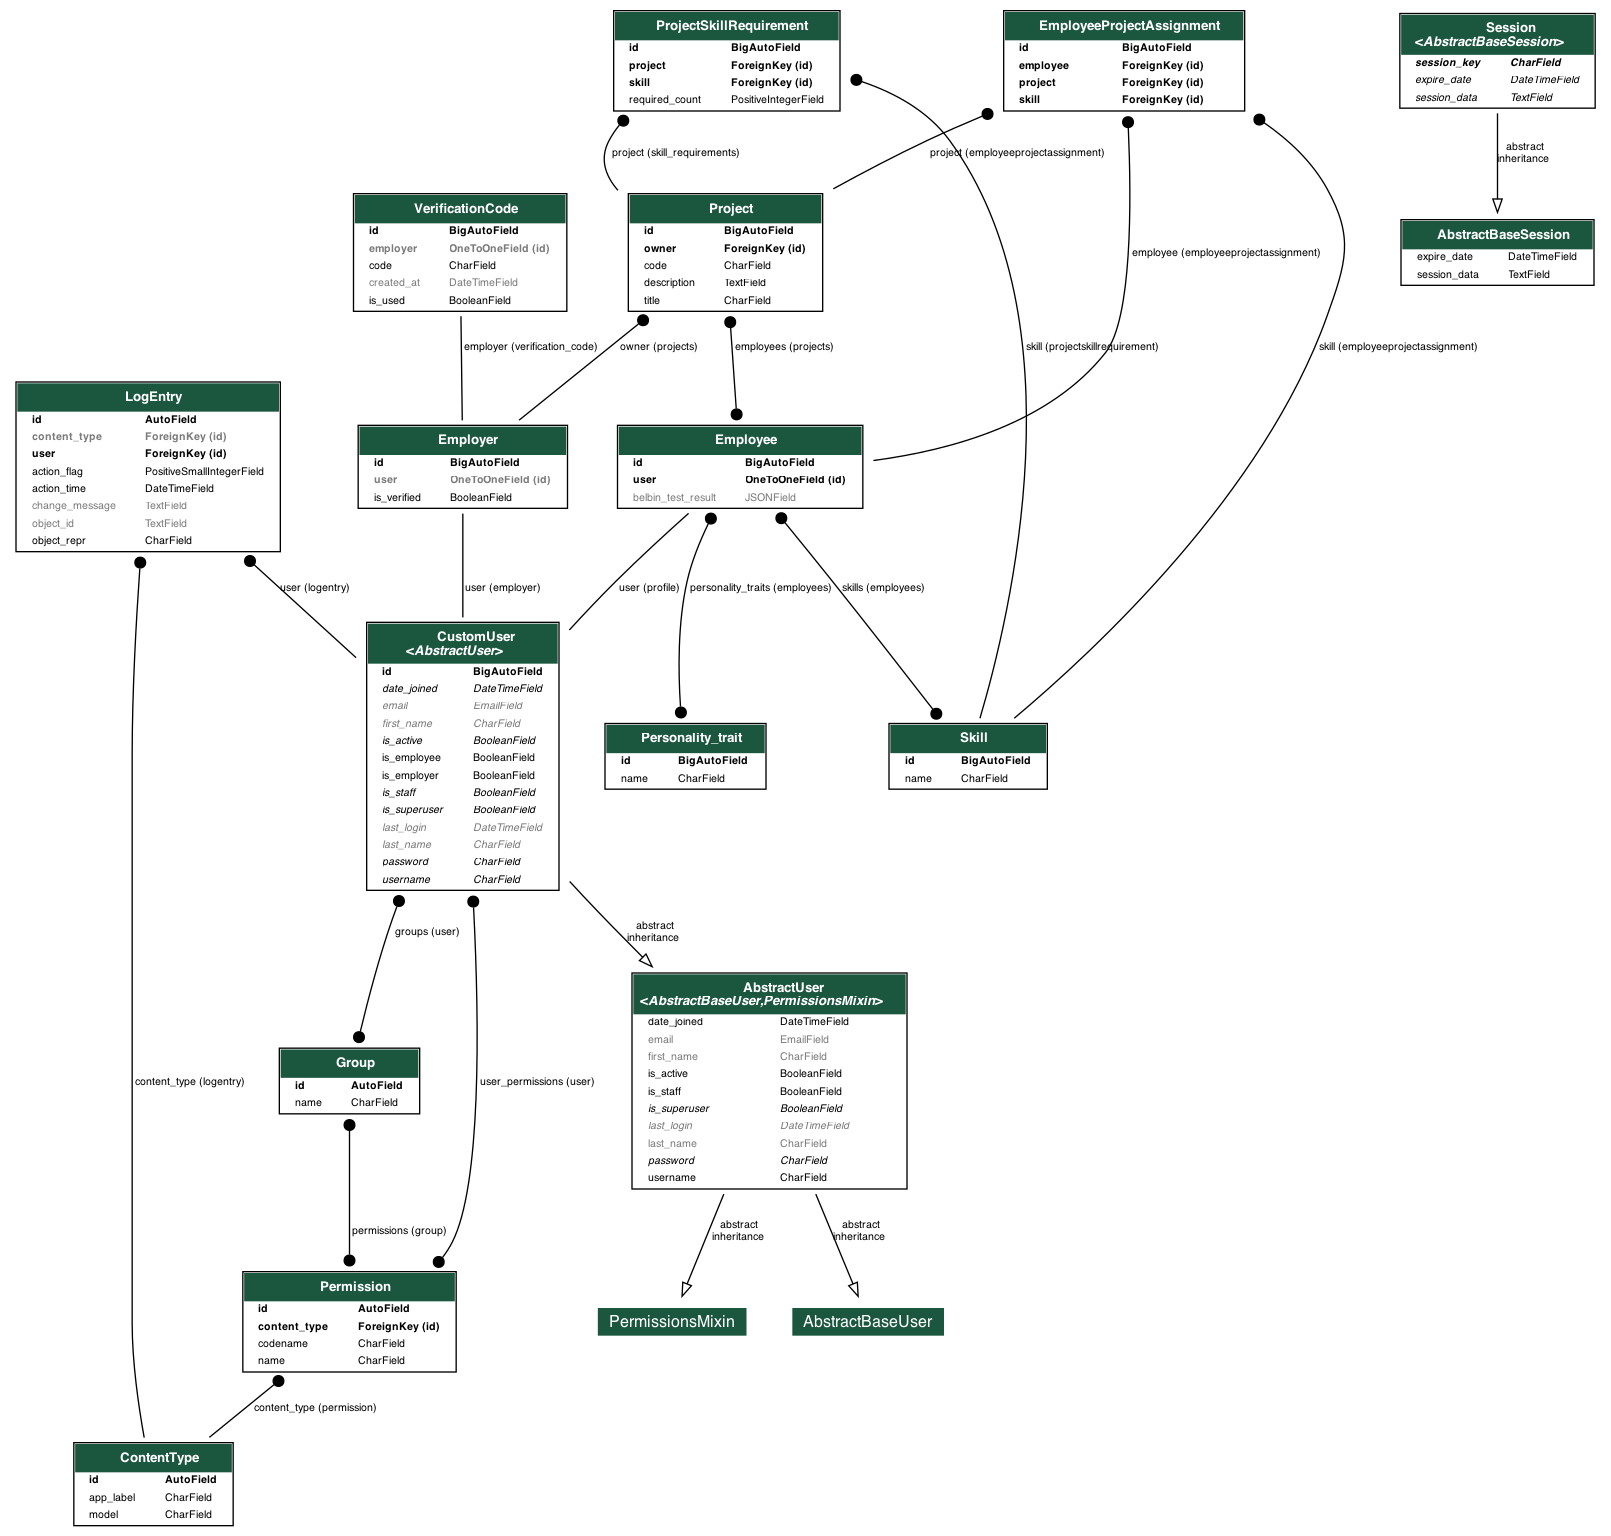 ProjectSkillRequirement
id BigAutoField
project ForeignKey (id)
skill ForeignKey (id)
required_count PositiveIntegerField
EmployeeProjectAssignment
id BigAutoField
employee ForeignKey (id)
project ForeignKey (id)
skill ForeignKey (id)
Session
<AbstractBaseSession>
session_key CharField
expire_date DateTimeField
session_data TextField
project (skill_requirements)
project (employeeprojectassignment)
abstract
inheritance
VerificationCode
id BigAutoField
employer OneToOneField (id)
code CharField
created_at DateTimeField
is_used BooleanField
Project
id BigAutoField
owner ForeignKey (id)
code CharField
description TextField
title CharField
employee (employeeprojectassignment)
AbstractBaseSession
expire_date DateTimeField
session_data TextField
employer (verification_code)
owner (projects)
employees (projects)
skill (projectskillrequirement)
skill (employeeprojectassignment)
LogEntry
id AutoField
content_type ForeignKey (id)
user ForeignKey (id)
action_flag PositiveSmallIntegerField
action_time DateTimeField
change_message TextField
object_id TextField
object_repr CharField
Employer
id BigAutoField
user OneToOneField (id)
is_verified BooleanField
Employee
id BigAutoField
user OneToOneField (id)
belbin_test_result JSONField
user (logentry)
user (employer)
user (profile)
personality_traits (employees)
skills (employees)
CustomUser
<AbstractUser>
id BigAutoField
date_joined DateTimeField
email EmailField
first_name CharField
is_active BooleanField
is_employee BooleanField
is_employer BooleanField
is_staff BooleanField
is_superuser BooleanField
last_login DateTimeField
last_name CharField
password CharField
username CharField
Personality_trait
id BigAutoField
name CharField
Skill
id BigAutoField
name CharField
groups (user)
abstract
inheritance
AbstractUser
<AbstractBaseUser,PermissionsMixin>
date_joined DateTimeField
email EmailField
first_name CharField
is_active BooleanField
is_staff BooleanField
is_superuser BooleanField
last_login DateTimeField
last_name CharField
password CharField
username CharField
Group
id AutoField
name CharField
content_type (logentry)
user_permissions (user)
permissions (group)
abstract
inheritance
abstract
inheritance
Permission
id AutoField
content_type ForeignKey (id)
codename CharField
name CharField
PermissionsMixin
AbstractBaseUser
content_type (permission)
ContentType
id AutoField
app_label CharField
model CharField